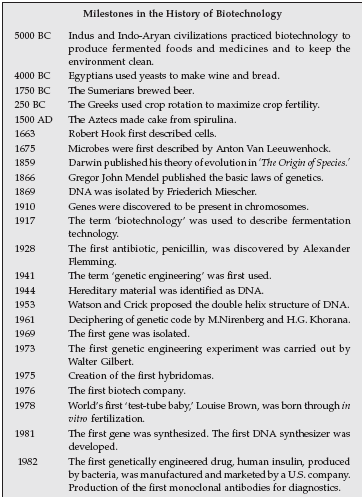 Milestones in the History of Biotechnology
5000 BC Indus and Indo-Aryan civilizations practiced biotechnology to
produce fermented foods and medicines and to keep the
environment clean.
4000 BC Egyptians used yeasts to make wine and bread.
1750 BC The Sumerians brewed beer.
250 BC The Greeks used crop rotation to maximize crop fertility.
1500 AD The Aztecs made cake from spirulina.
1663 Robert Hook first described cells.
1675 Microbes were first described by Anton Van Leeuwenhock.
1859 Darwin published his theory of evolution in 'The Origin of Species.'
1866 Gregor John Mendel published the basic laws of genetics.
1869 DNA was isolated by Friederich Miescher.
1910 Genes were discovered to be present in chromosomes.
1917 The term 'biotechnology' was used to describe fermentation
technology.
1928 The first antibiotic, penicillin, was discovered by Alexander
Flemming.
1941 The term 'genetic engineering' was first used.
1944 Hereditary material was identified as DNA.
1953 Watson and Crick proposed the double helix structure of DNA.
1961 Deciphering of genetic code by M.Nirenberg and H.G. Khorana.
1969 The first gene was isolated.
1973 The first genetic engineering experiment was carried out by
Walter Gilbert.
1975 Creation of the first hybridomas.
1976 The first biotech company.
1978 World's first 'test-tube baby,' Louise Brown, was born through in
vitro fertilization.
1981 The first gene was synthesized. The first DNA synthesizer was
developed.
1982 The first genetically engineered drug, human insulin, produced
by bacteria, was manufactured and marketed by a U.S. company.
Production of the first monoclonal antibodies for diagnostics.